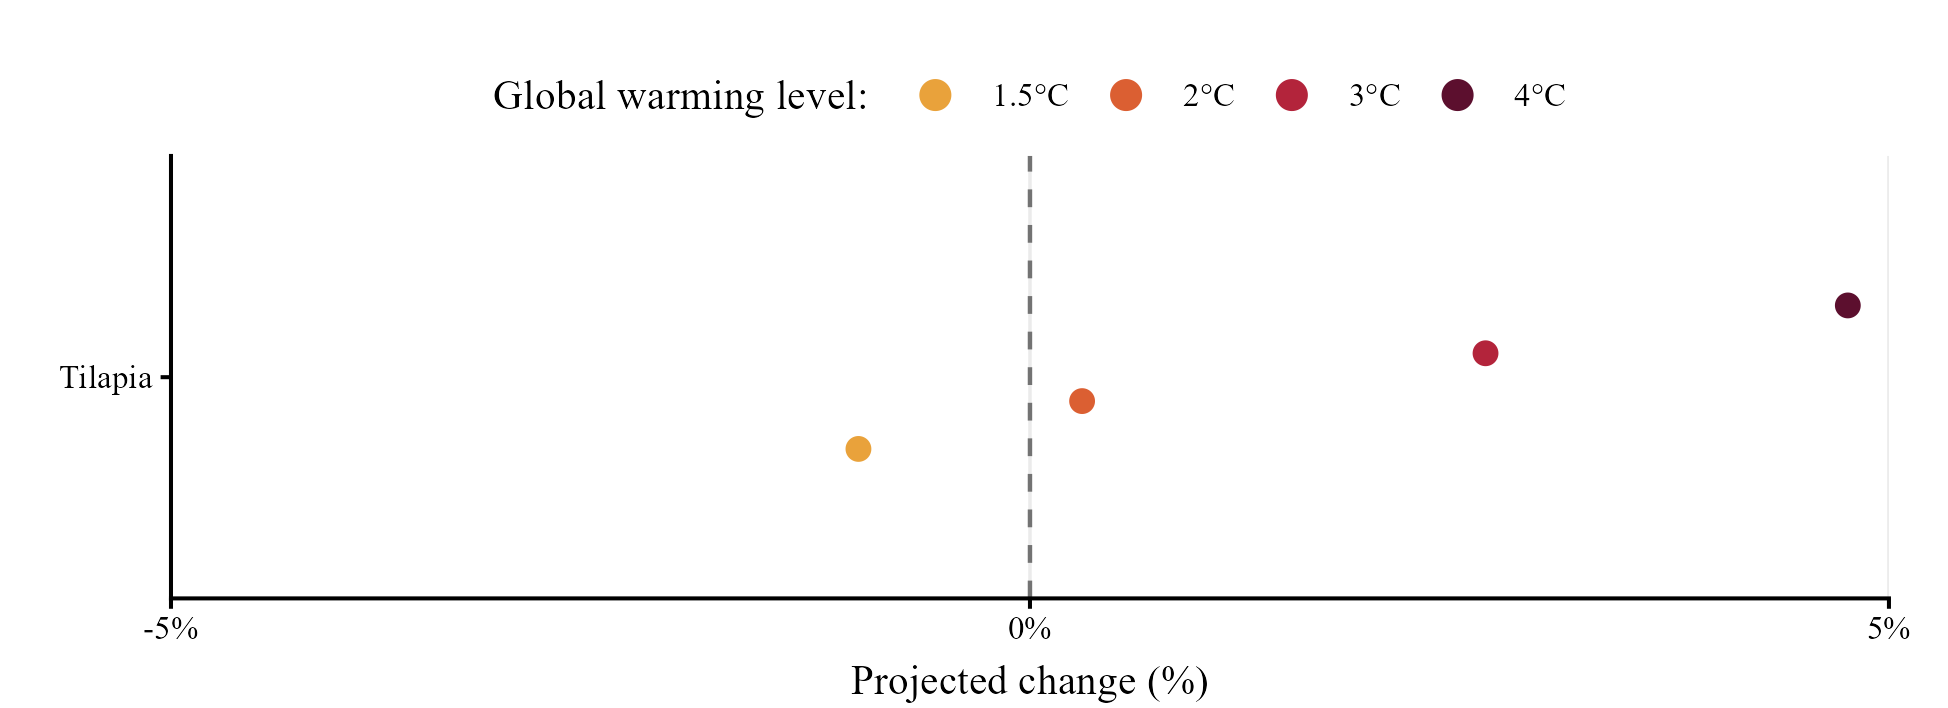 Global warming level: 1.5°C 2°C 3°C 4°C
Tilapia
-5% 0% 5%
Projected change (%)